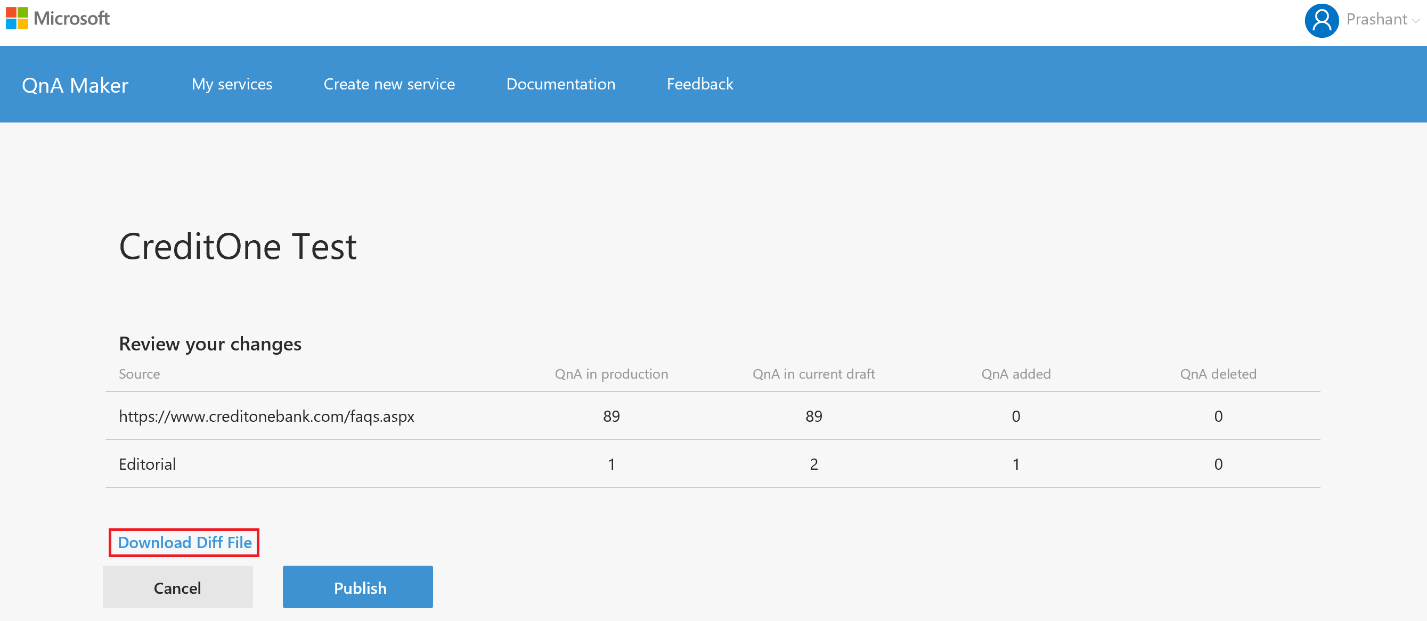 Microsoft
Prashant
QnA Maker My services Create new service Documentation Feedback
CreditOne Test
Review your changes
Source QnA in production QnA in current draft QnA added QnA deleted
https://www.creditonebank.com/faqs.aspx 89 89 0 0
Editorial 1 2 1 0
Download Diff File
Cancel Publish